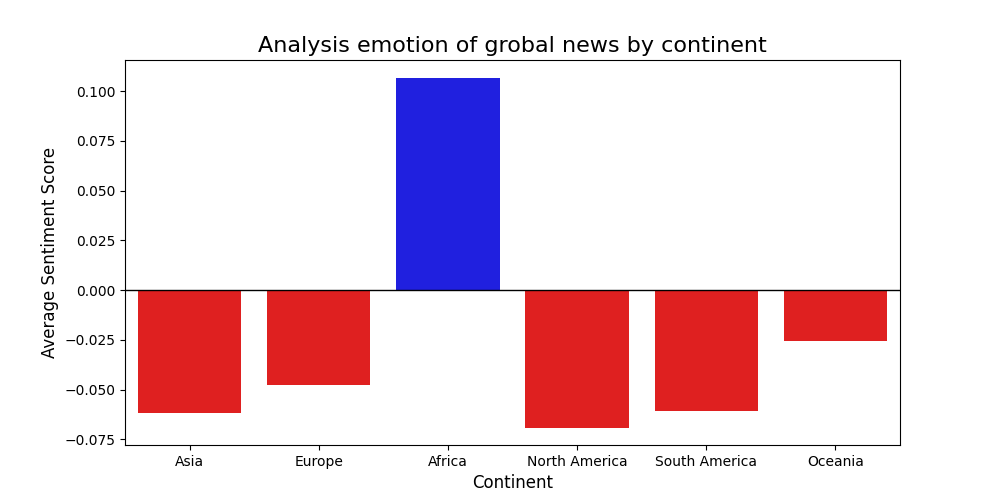 Analysis emotion of grobal news by continent
Average Sentiment Score
0.100
0.075
0.050
0.025
0.000
−0.025
−0.050
−0.075
Asia Europe Africa North America South America Oceania
Continent